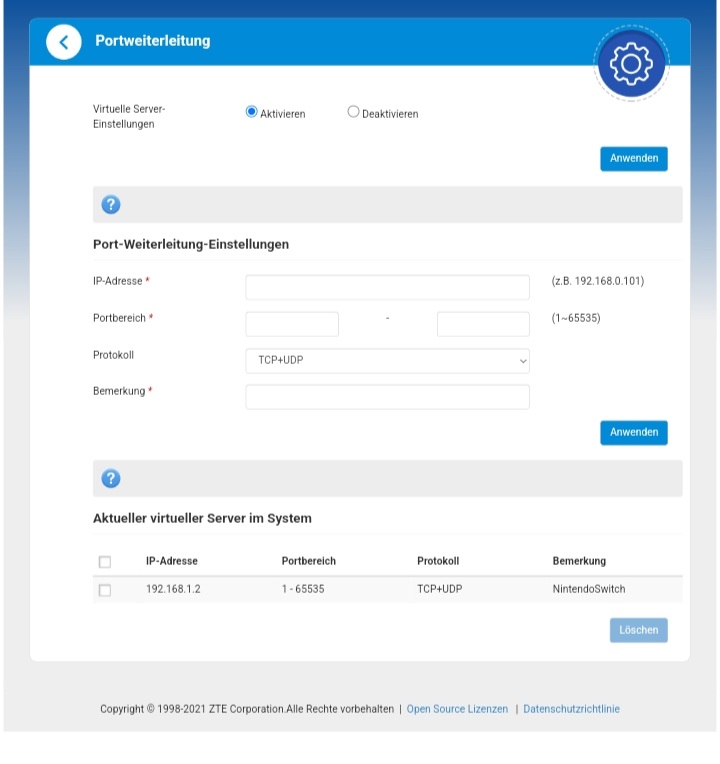 Portweiterleitung
Virtuelle Server-
Einstellungen
Aktivieren
Deaktivieren
Anwenden
?
Port-Weiterleitung-Einstellungen
IP-Adresse *
(z.B. 192.168.0.101)
Portbereich *
-
(1~65535)
Protokoll
TCP+UDP
Bemerkung *
Anwenden
?
Aktueller virtueller Server im System
IP-Adresse Portbereich Protokoll Bemerkung
192.168.1.2 1 - 65535 TCP+UDP NintendoSwitch
Löschen
Copyright © 1998-2021 ZTE Corporation.Alle Rechte vorbehalten | Open Source Lizenzen | Datenschutzrichtlinie